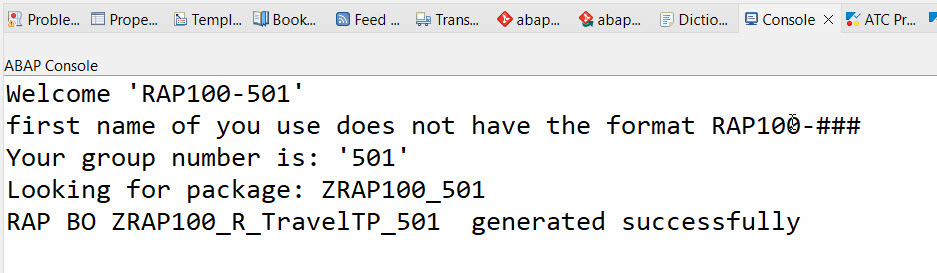 Proble... Prope... Templ... Book... Feed ... Trans... abap... abap... Dictio... Console ATC Pr...
ABAP Console
Welcome 'RAP100-501'
first name of you use does not have the format RAP100-###
Your group number is: '501'
Looking for package: ZRAP100_501
RAP BO ZRAP100_R_TravelTP_501  generated successfully